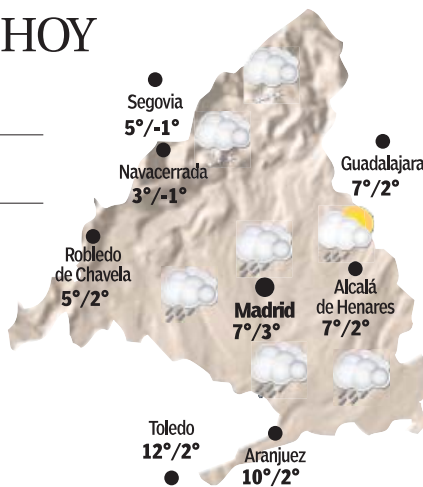 HOY
Segovia
5°/-1°
Navacerrada
3°/-1°
Guadalajara
7°/2°
Robledo
de Chavela
5°/2°
Madrid
7°/3°
Alcalá
de Henares
7°/2°
Toledo
12°/2°
Aranjuez
10°/2°